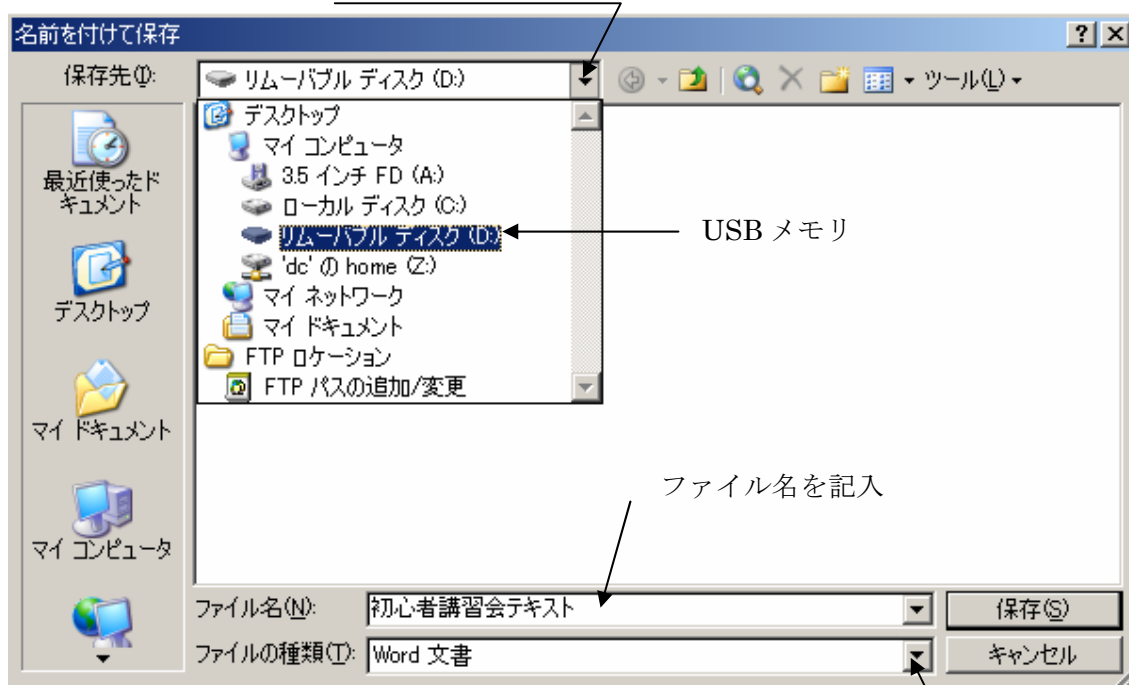 名前を付けて保存
保存先(I):
リムーバブル ディスク (D:)
ツール(L)
デスクトップ
マイ コンピュータ
3.5 インチ FD (A:)
ローカル ディスク (C:)
リムーバブル ディスク (D:)
USB メモリ
'dc' の home (Z:)
マイ ネットワーク
マイ ドキュメント
FTP ロケーション
FTP パスの追加/変更
最近使ったド
キュメント
デスクトップ
マイ ドキュメント
マイ コンピュータ
ファイル名を記入
ファイル名(N):
初心者講習会テキスト
保存(S)
ファイルの種類(T):
Word 文書
キャンセル